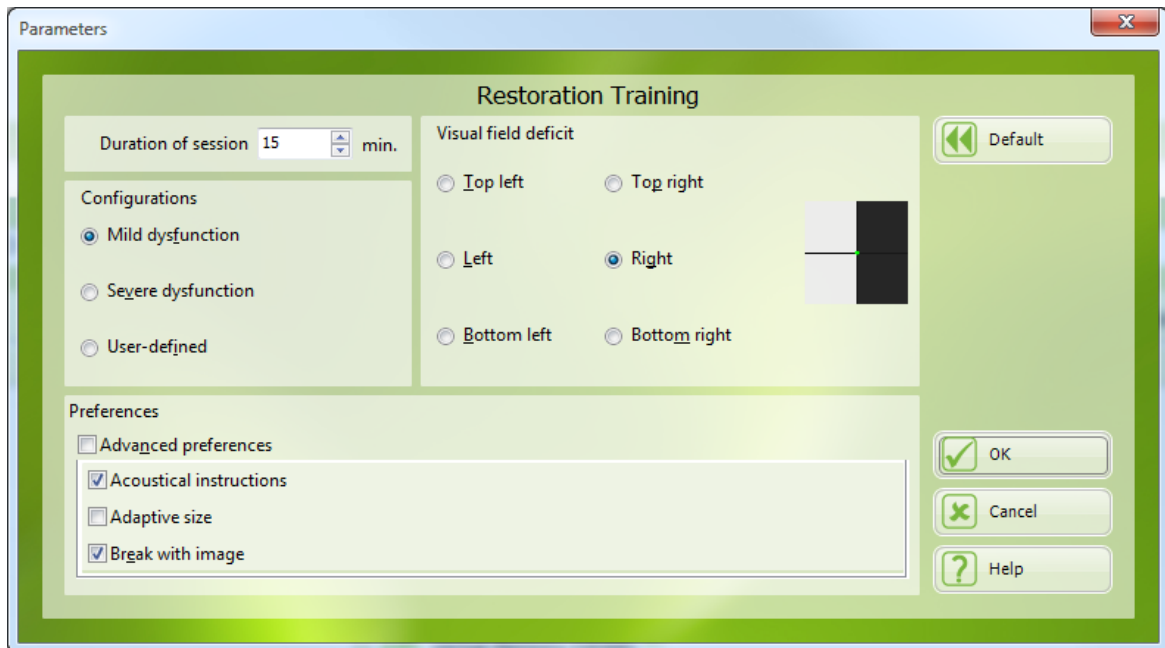 Parameters
Restoration Training
Duration of session 15 min.
Configurations
Mild dysfunction
Severe dysfunction
User-defined
Visual field deficit
Top left Top right
Left Right
Bottom left Bottom right
Preferences
Advanced preferences
Acoustical instructions
Adaptive size
Break with image
Default
OK
Cancel
Help